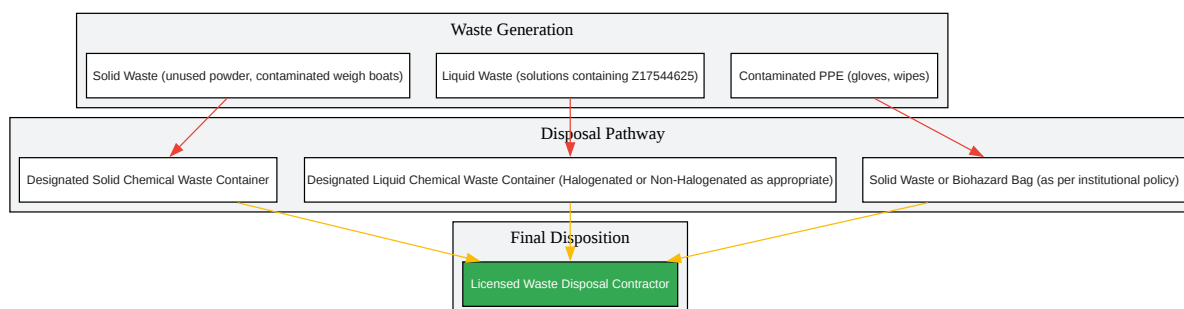 Waste Generation
Solid Waste (unused powder, contaminated weigh boats)
Liquid Waste (solutions containing Z17544625)
Contaminated PPE (gloves, wipes)
Disposal Pathway
Designated Solid Chemical Waste Container
Designated Liquid Chemical Waste Container (Halogenated or Non-Halogenated as appropriate)
Solid Waste or Biohazard Bag (as per institutional policy)
Final Disposition
Licensed Waste Disposal Contractor